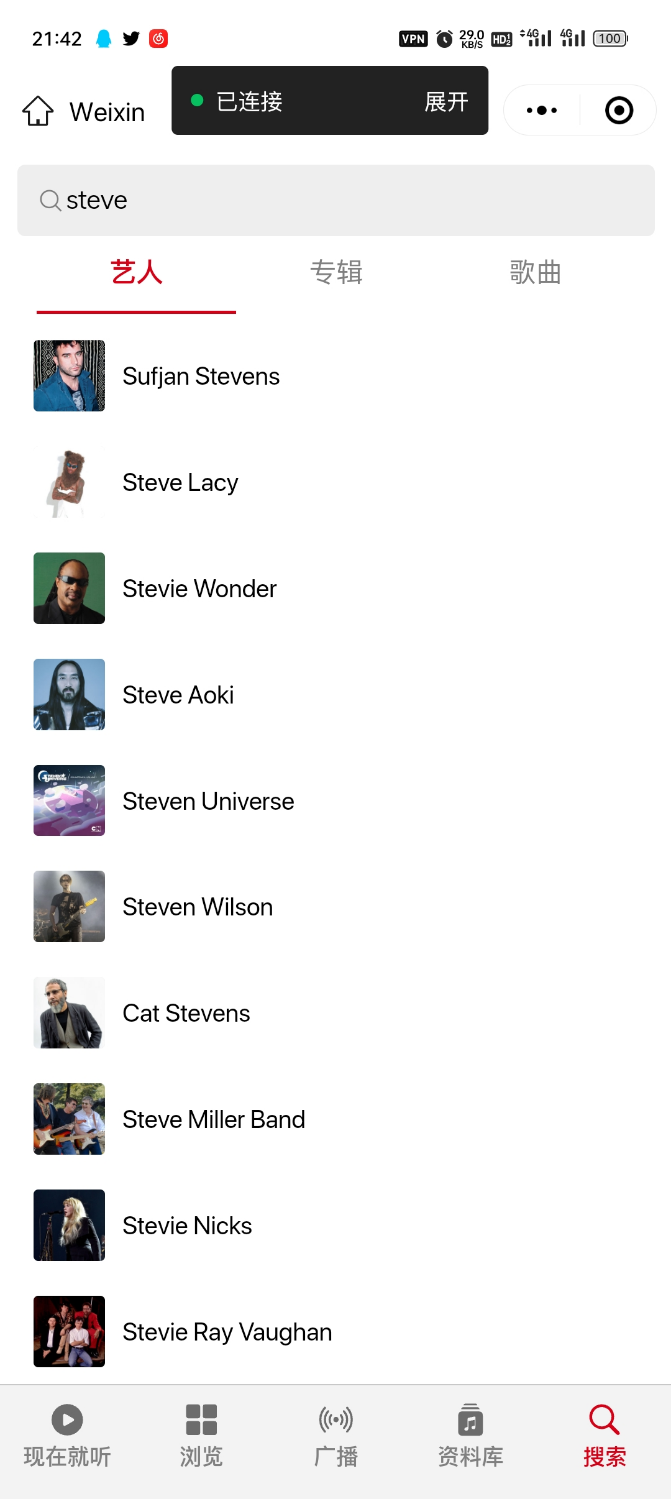 21:42 VPN 29.0 KB/S HD 4G 4G 100
Weixin 已连接 展开
steve
艺人 专辑 歌曲
Sufjan Stevens
Steve Lacy
Stevie Wonder
Steve Aoki
Steven Universe
Steven Wilson
Cat Stevens
Steve Miller Band
Stevie Nicks
Stevie Ray Vaughan
现在就听 浏览 广播 资料库 搜索